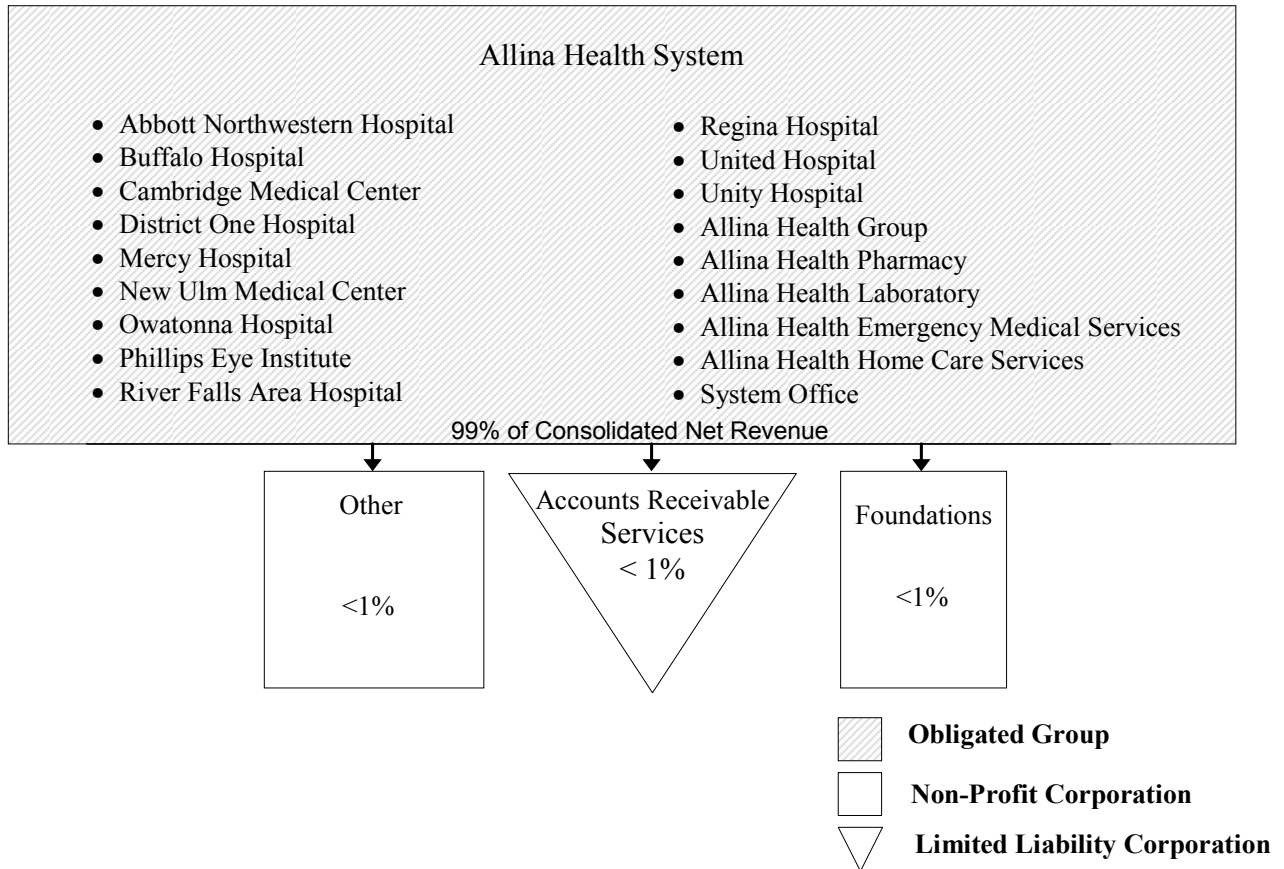 Allina Health System
• Abbott Northwestern Hospital
• Buffalo Hospital
• Cambridge Medical Center
• District One Hospital
• Mercy Hospital
• New Ulm Medical Center
• Owatonna Hospital
• Phillips Eye Institute
• River Falls Area Hospital
• Regina Hospital
• United Hospital
• Unity Hospital
• Allina Health Group
• Allina Health Pharmacy
• Allina Health Laboratory
• Allina Health Emergency Medical Services
• Allina Health Home Care Services
• System Office
99% of Consolidated Net Revenue
Other
<1%
Accounts Receivable
Services
< 1%
Foundations
<1%
Obligated Group
Non-Profit Corporation
Limited Liability Corporation